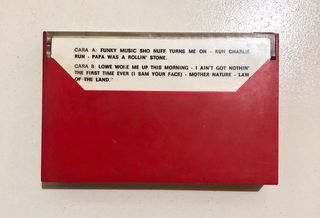 CARA A: FUNKY MUSIC SHO NUFF TURNS ME ON - RUN CHARLIE
RUN - PAPA WAS A ROLLIN' STONE.
CARA B: LOWE WOKE ME UP THIS MORNING - I AIN'T GOT NOTHIN'
THE FIRST TIME EVER (I SAM YOUR FACE) - MOTHER NATURE - LAW
OF THE LAND."